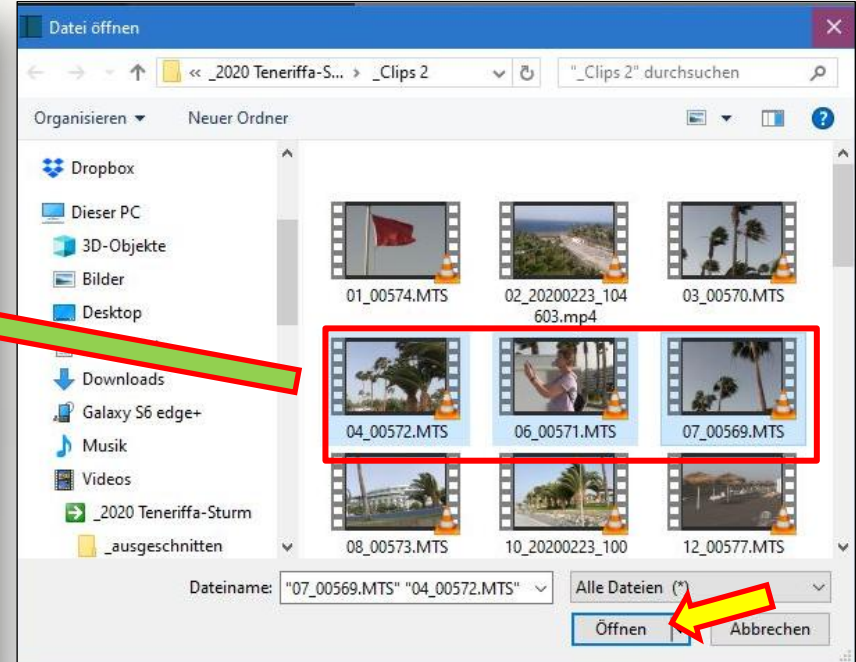 Datei öffnen
« _2020 Teneriffa-S... › _Clips 2
"_Clips 2" durchsuchen
Organisieren
Neuer Ordner
Dropbox
Dieser PC
3D-Objekte
Bilder
Desktop
Downloads
Galaxy S6 edge+
Musik
Videos
_2020 Teneriffa-Sturm
_ausgeschnitten
01_00574.MTS
02_20200223_104
603.mp4
03_00570.MTS
04_00572.MTS
06_00571.MTS
07_00569.MTS
08_00573.MTS
10_20200223_100
12_00577.MTS
Dateiname:
"07_00569.MTS" "04_00572.MTS"
Alle Dateien (*)
Öffnen
Abbrechen